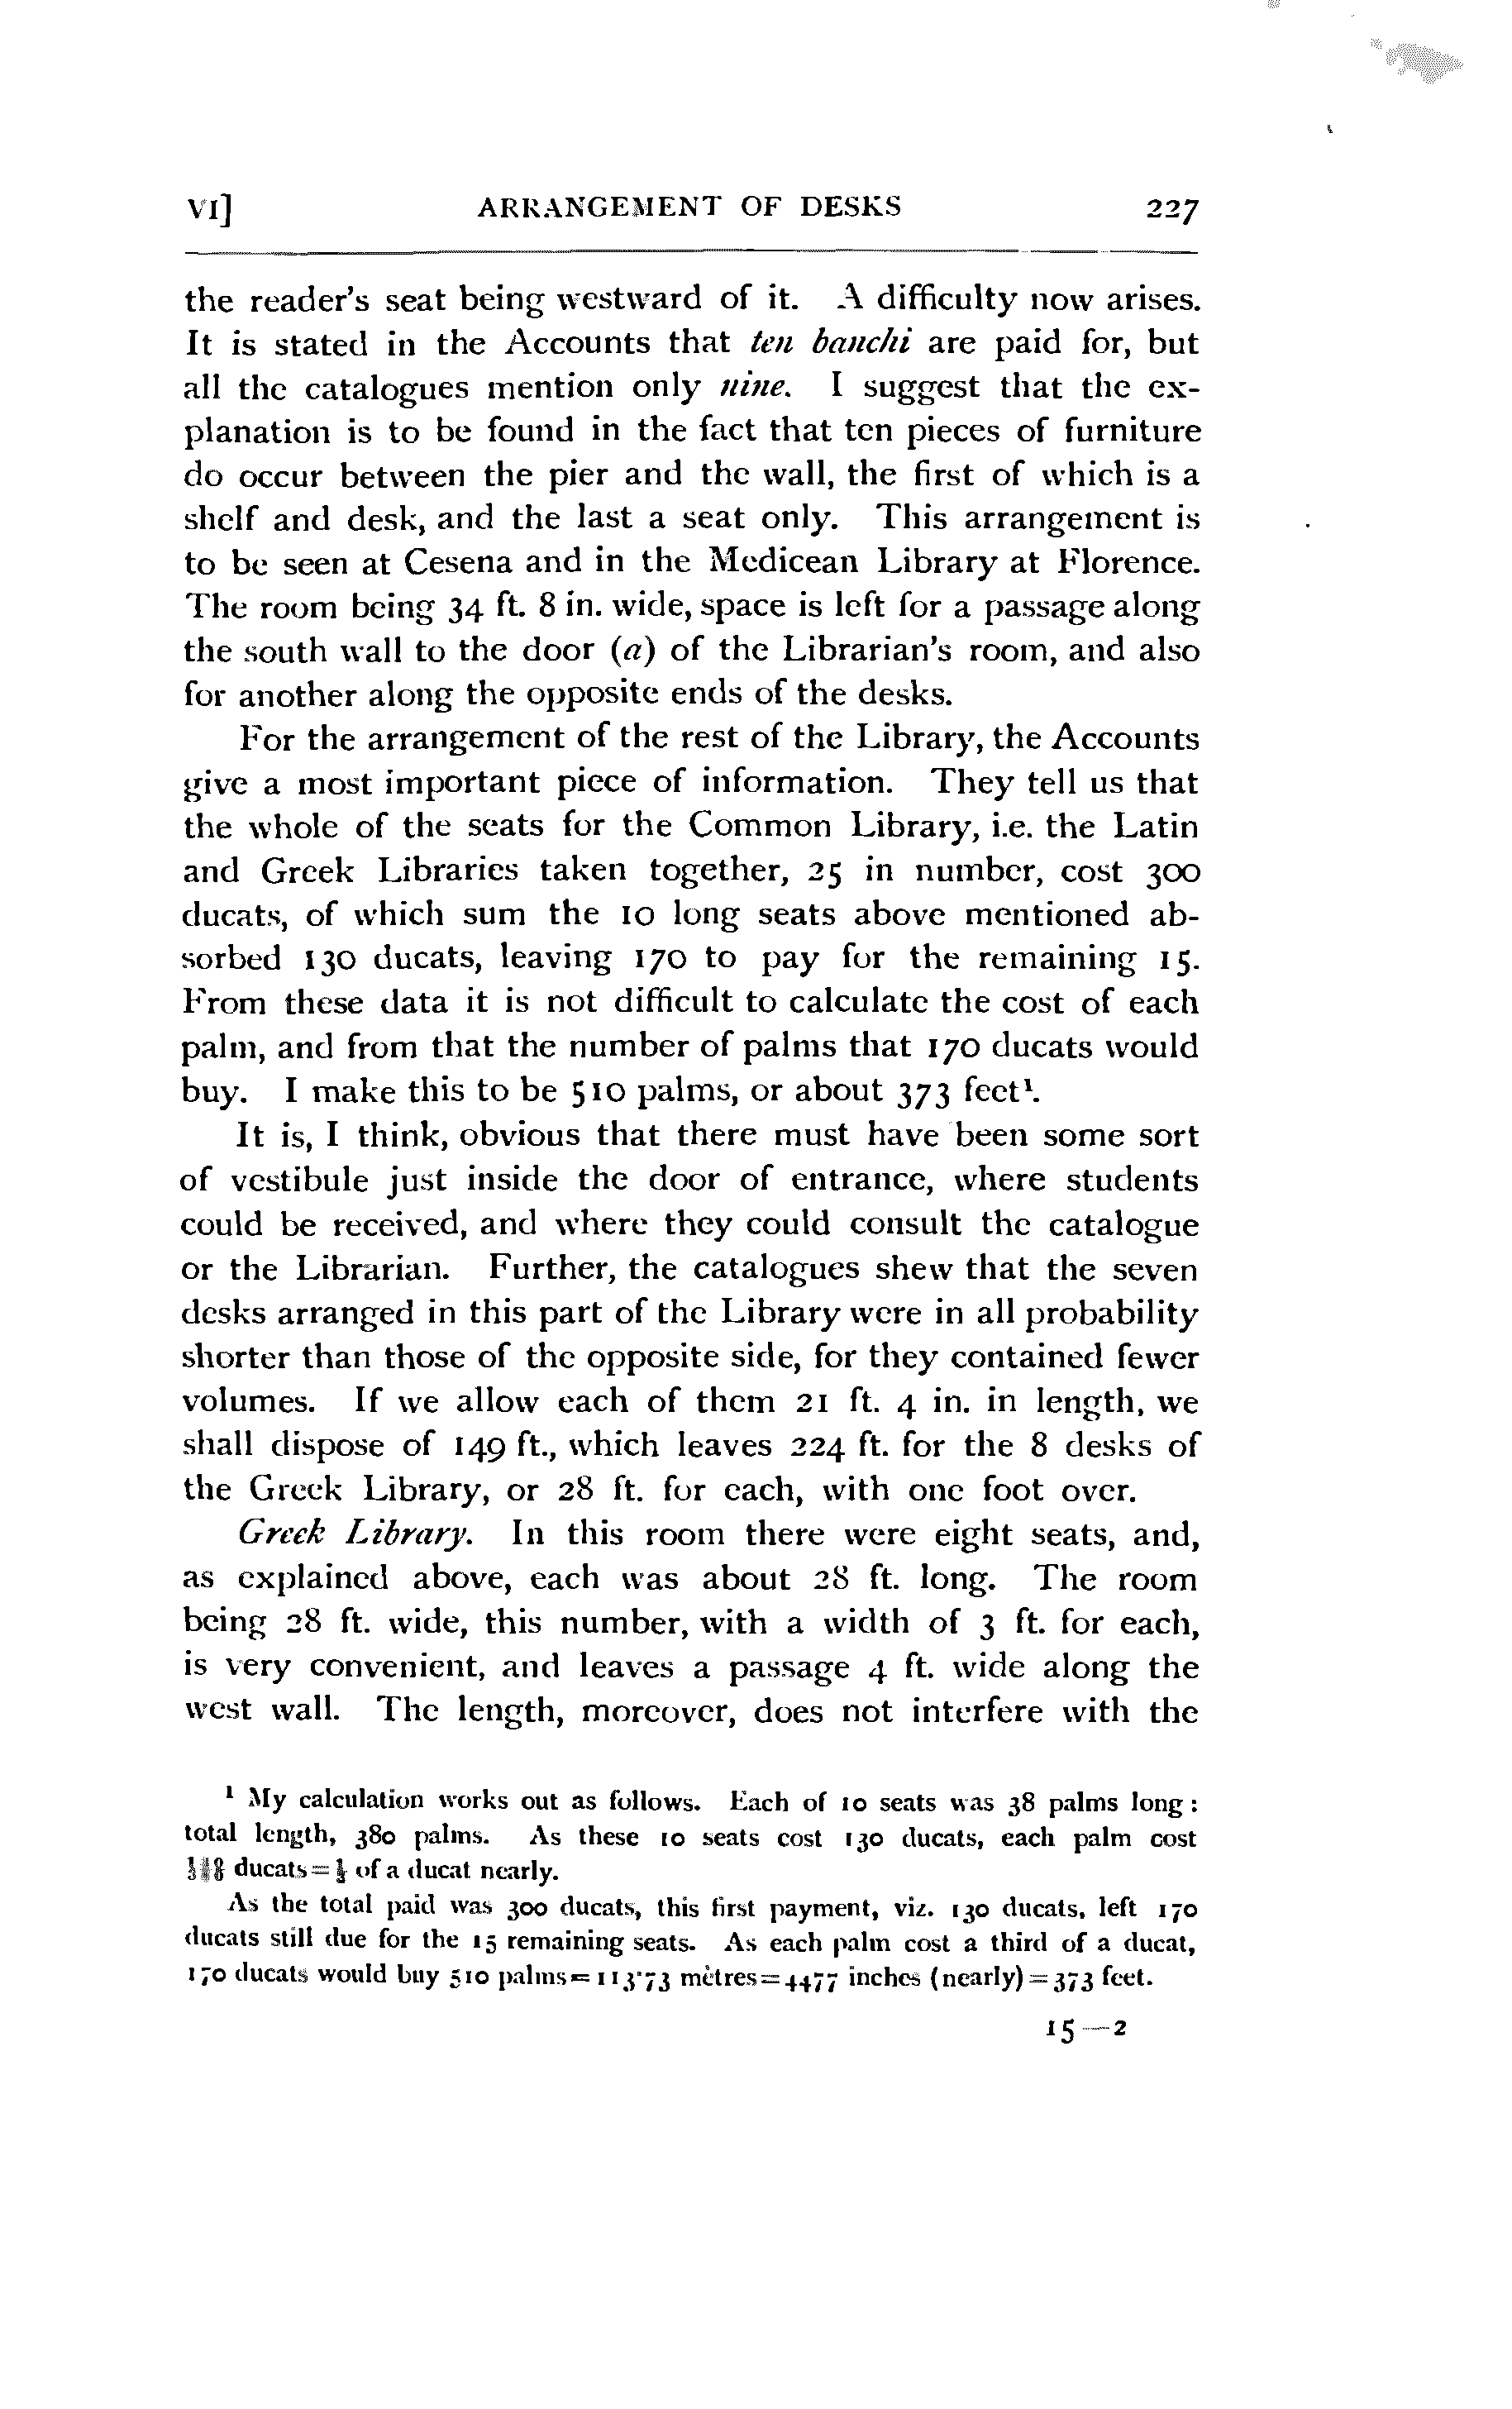 VI] ARRANGEMENT OF DESKS 227
the reader's seat being westward of it. A difficulty now arises.
It is stated in the Accounts that ten banchi are paid for, but
all the catalogues mention only nine. I suggest that the ex-
planation is to be found in the fact that ten pieces of furniture
do occur between the pier and the wall, the first of which is a
shelf and desk, and the last a seat only. This arrangement is
to be seen at Cesena and in the Medicean Library at Florence.
The room being 34 ft. 8 in. wide, space is left for a passage along
the south wall to the door (a) of the Librarian's room, and also
for another along the opposite ends of the desks.
For the arrangement of the rest of the Library, the Accounts
give a most important piece of information. They tell us that
the whole of the seats for the Common Library, i.e. the Latin
and Greek Libraries taken together, 25 in number, cost 300
ducats, of which sum the 10 long seats above mentioned ab-
sorbed 130 ducats, leaving 170 to pay for the remaining 15.
From these data it is not difficult to calculate the cost of each
palm, and from that the number of palms that 170 ducats would
buy. I make this to be 510 palms, or about 373 feet¹.
It is, I think, obvious that there must have been some sort
of vestibule just inside the door of entrance, where students
could be received, and where they could consult the catalogue
or the Librarian. Further, the catalogues shew that the seven
desks arranged in this part of the Library were in all probability
shorter than those of the opposite side, for they contained fewer
volumes. If we allow each of them 21 ft. 4 in. in length, we
shall dispose of 149 ft., which leaves 224 ft. for the 8 desks of
the Greek Library, or 28 ft. for each, with one foot over.
Greek Library. In this room there were eight seats, and,
as explained above, each was about 28 ft. long. The room
being 28 ft. wide, this number, with a width of 3 ft. for each,
is very convenient, and leaves a passage 4 ft. wide along the
west wall. The length, moreover, does not interfere with the
¹ My calculation works out as follows. Each of 10 seats was 38 palms long:
total length, 380 palms. As these 10 seats cost 130 ducats, each palm cost
ducats = ⅓ of a ducat nearly.
As the total paid was 300 ducats, this first payment, viz. 130 ducats, left 170
ducats still due for the 15 remaining seats. As each palm cost a third of a ducat,
170 ducats would buy 510 palms = 113·73 mètres = 4477 inches (nearly) = 373 feet.
15—2